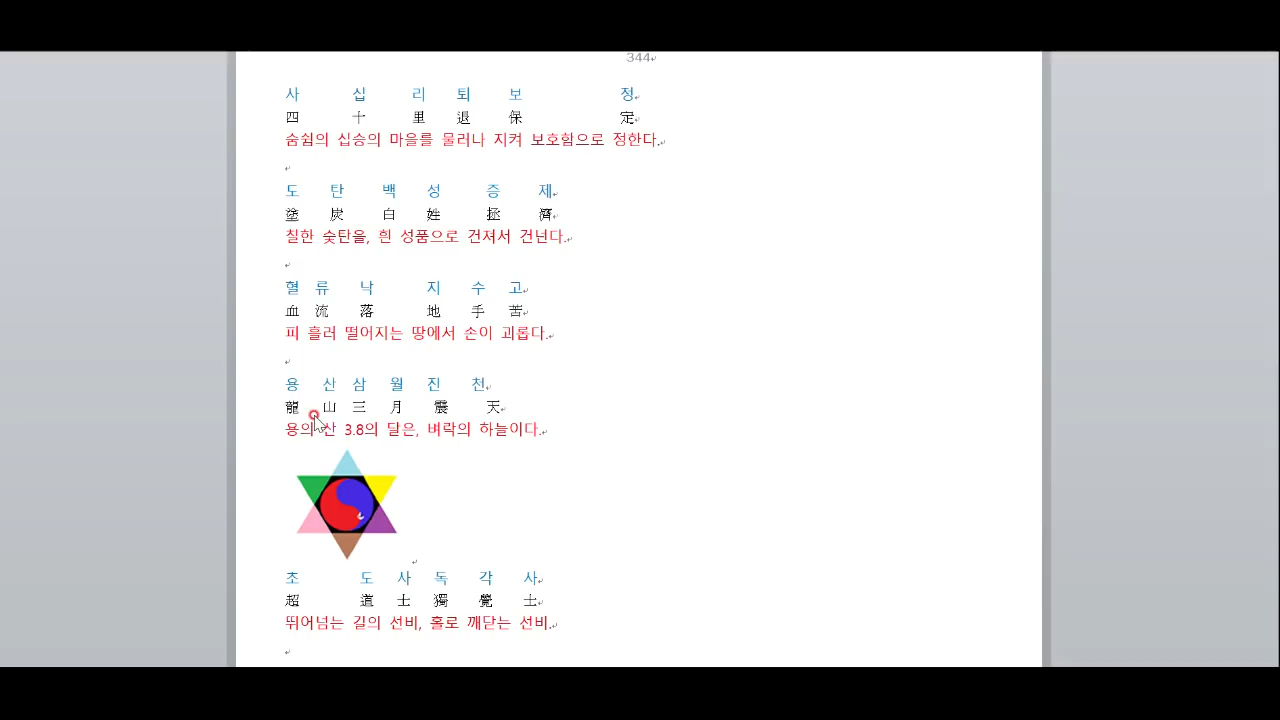 344
사 십 리 퇴 보 정
四 十 里 退 保 定
숨쉼의 십승의 마을를 물러나 지켜 보호함으로 정한다.
도 탄 백 성 증 제
塗 炭 白 姓 拯 濟
칠한 숯탄을, 흰 성품으로 건져서 건넌다.
혈 류 낙 지 수 고
血 流 落 地 手 苦
피 흘러 떨어지는 땅에서 손이 괴롭다.
용 산 삼 월 진 천
龍 山 三 月 震 天
용의 산 3.8의 달은, 벼락의 하늘이다.
초 도 사 독 각 사
超 道 士 獨 覺 士
뛰어넘는 길의 선비, 홀로 깨닫는 선비.